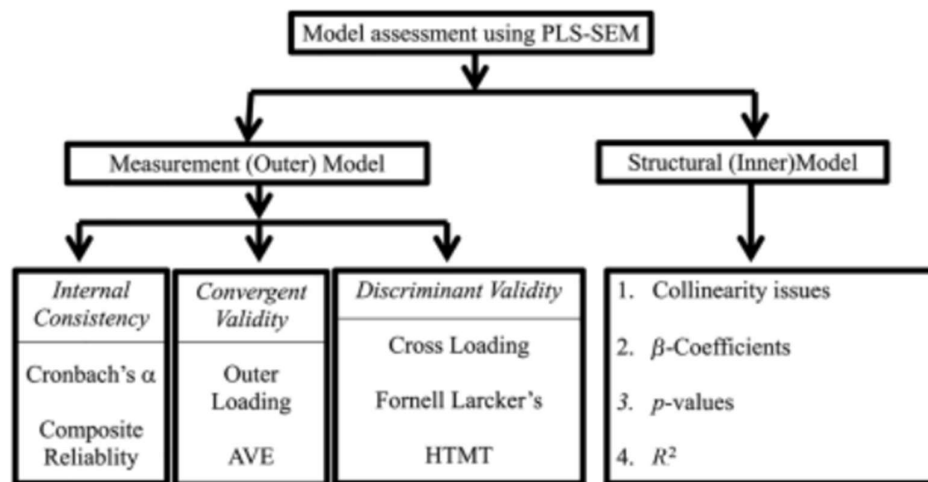 Model assessment using PLS-SEM
Measurement (Outer) Model
Structural (Inner)Model
Internal
Consistency
Cronbach's α
Composite
Reliablity
Convergent
Validity
Outer
Loading
AVE
Discriminant Validity
Cross Loading
Fornell Larcker's
HTMT
1. Collinearity issues
2. β-Coefficients
3. p-values
4. R²